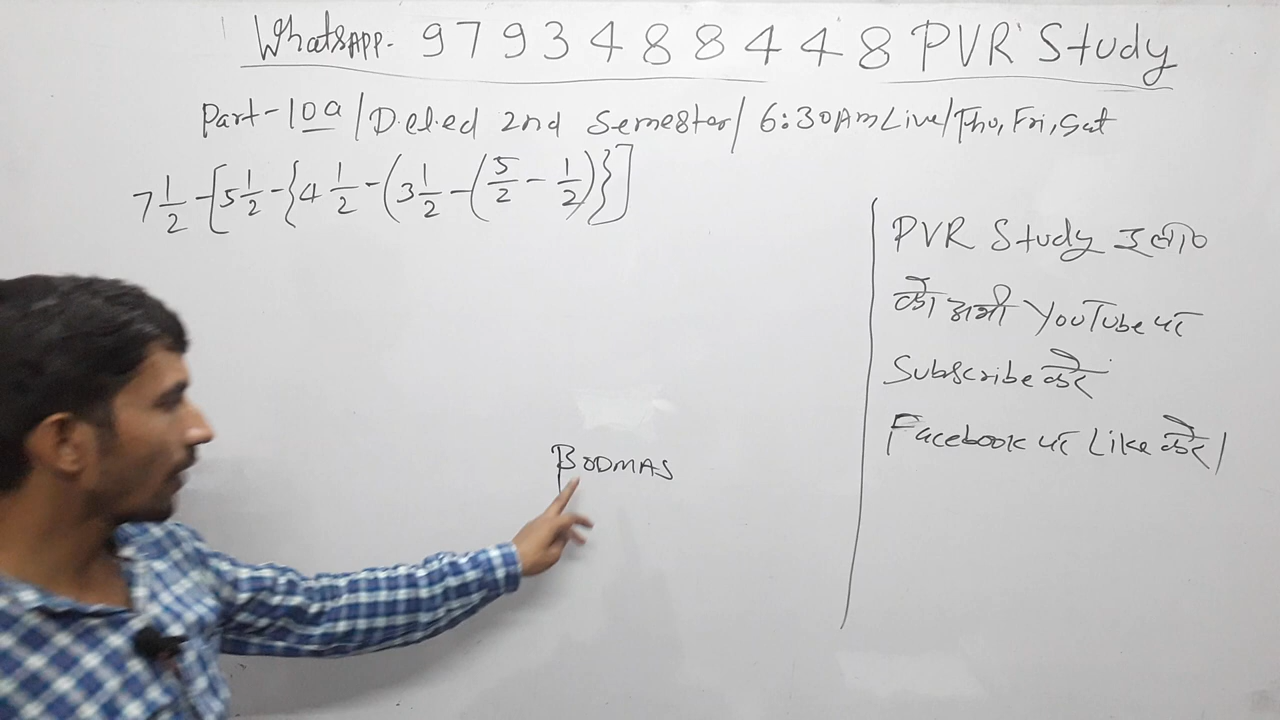 WhatsAPP. 9793488448 PVR Study
Part-10a/D.el.ed 2nd Semester/6:30AM Live/Thu, Fri, Sat
7 1/2 - [5 1/2 - {4 1/2 - (3 1/2 - (5/2 - 1/2)}]
PVR Study इलाo
को अभी YouTube पर
Subscribe करें
Facebook पर Like करें।
BODMAS